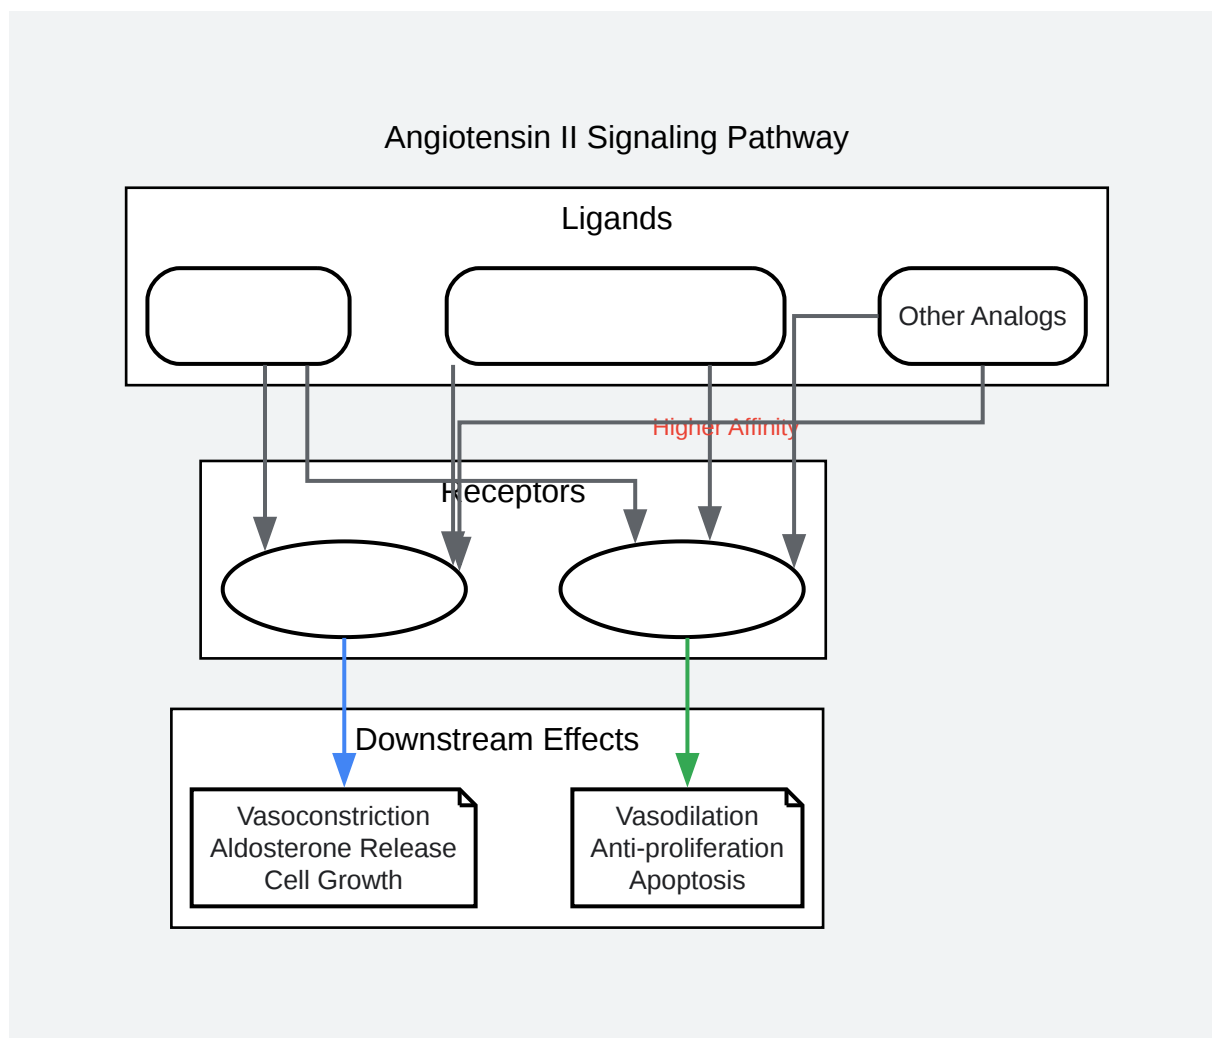 Angiotensin II Signaling Pathway
Ligands
Other Analogs
Higher Affinity
Receptors
Downstream Effects
Vasoconstriction
Aldosterone Release
Cell Growth
Vasodilation
Anti-proliferation
Apoptosis